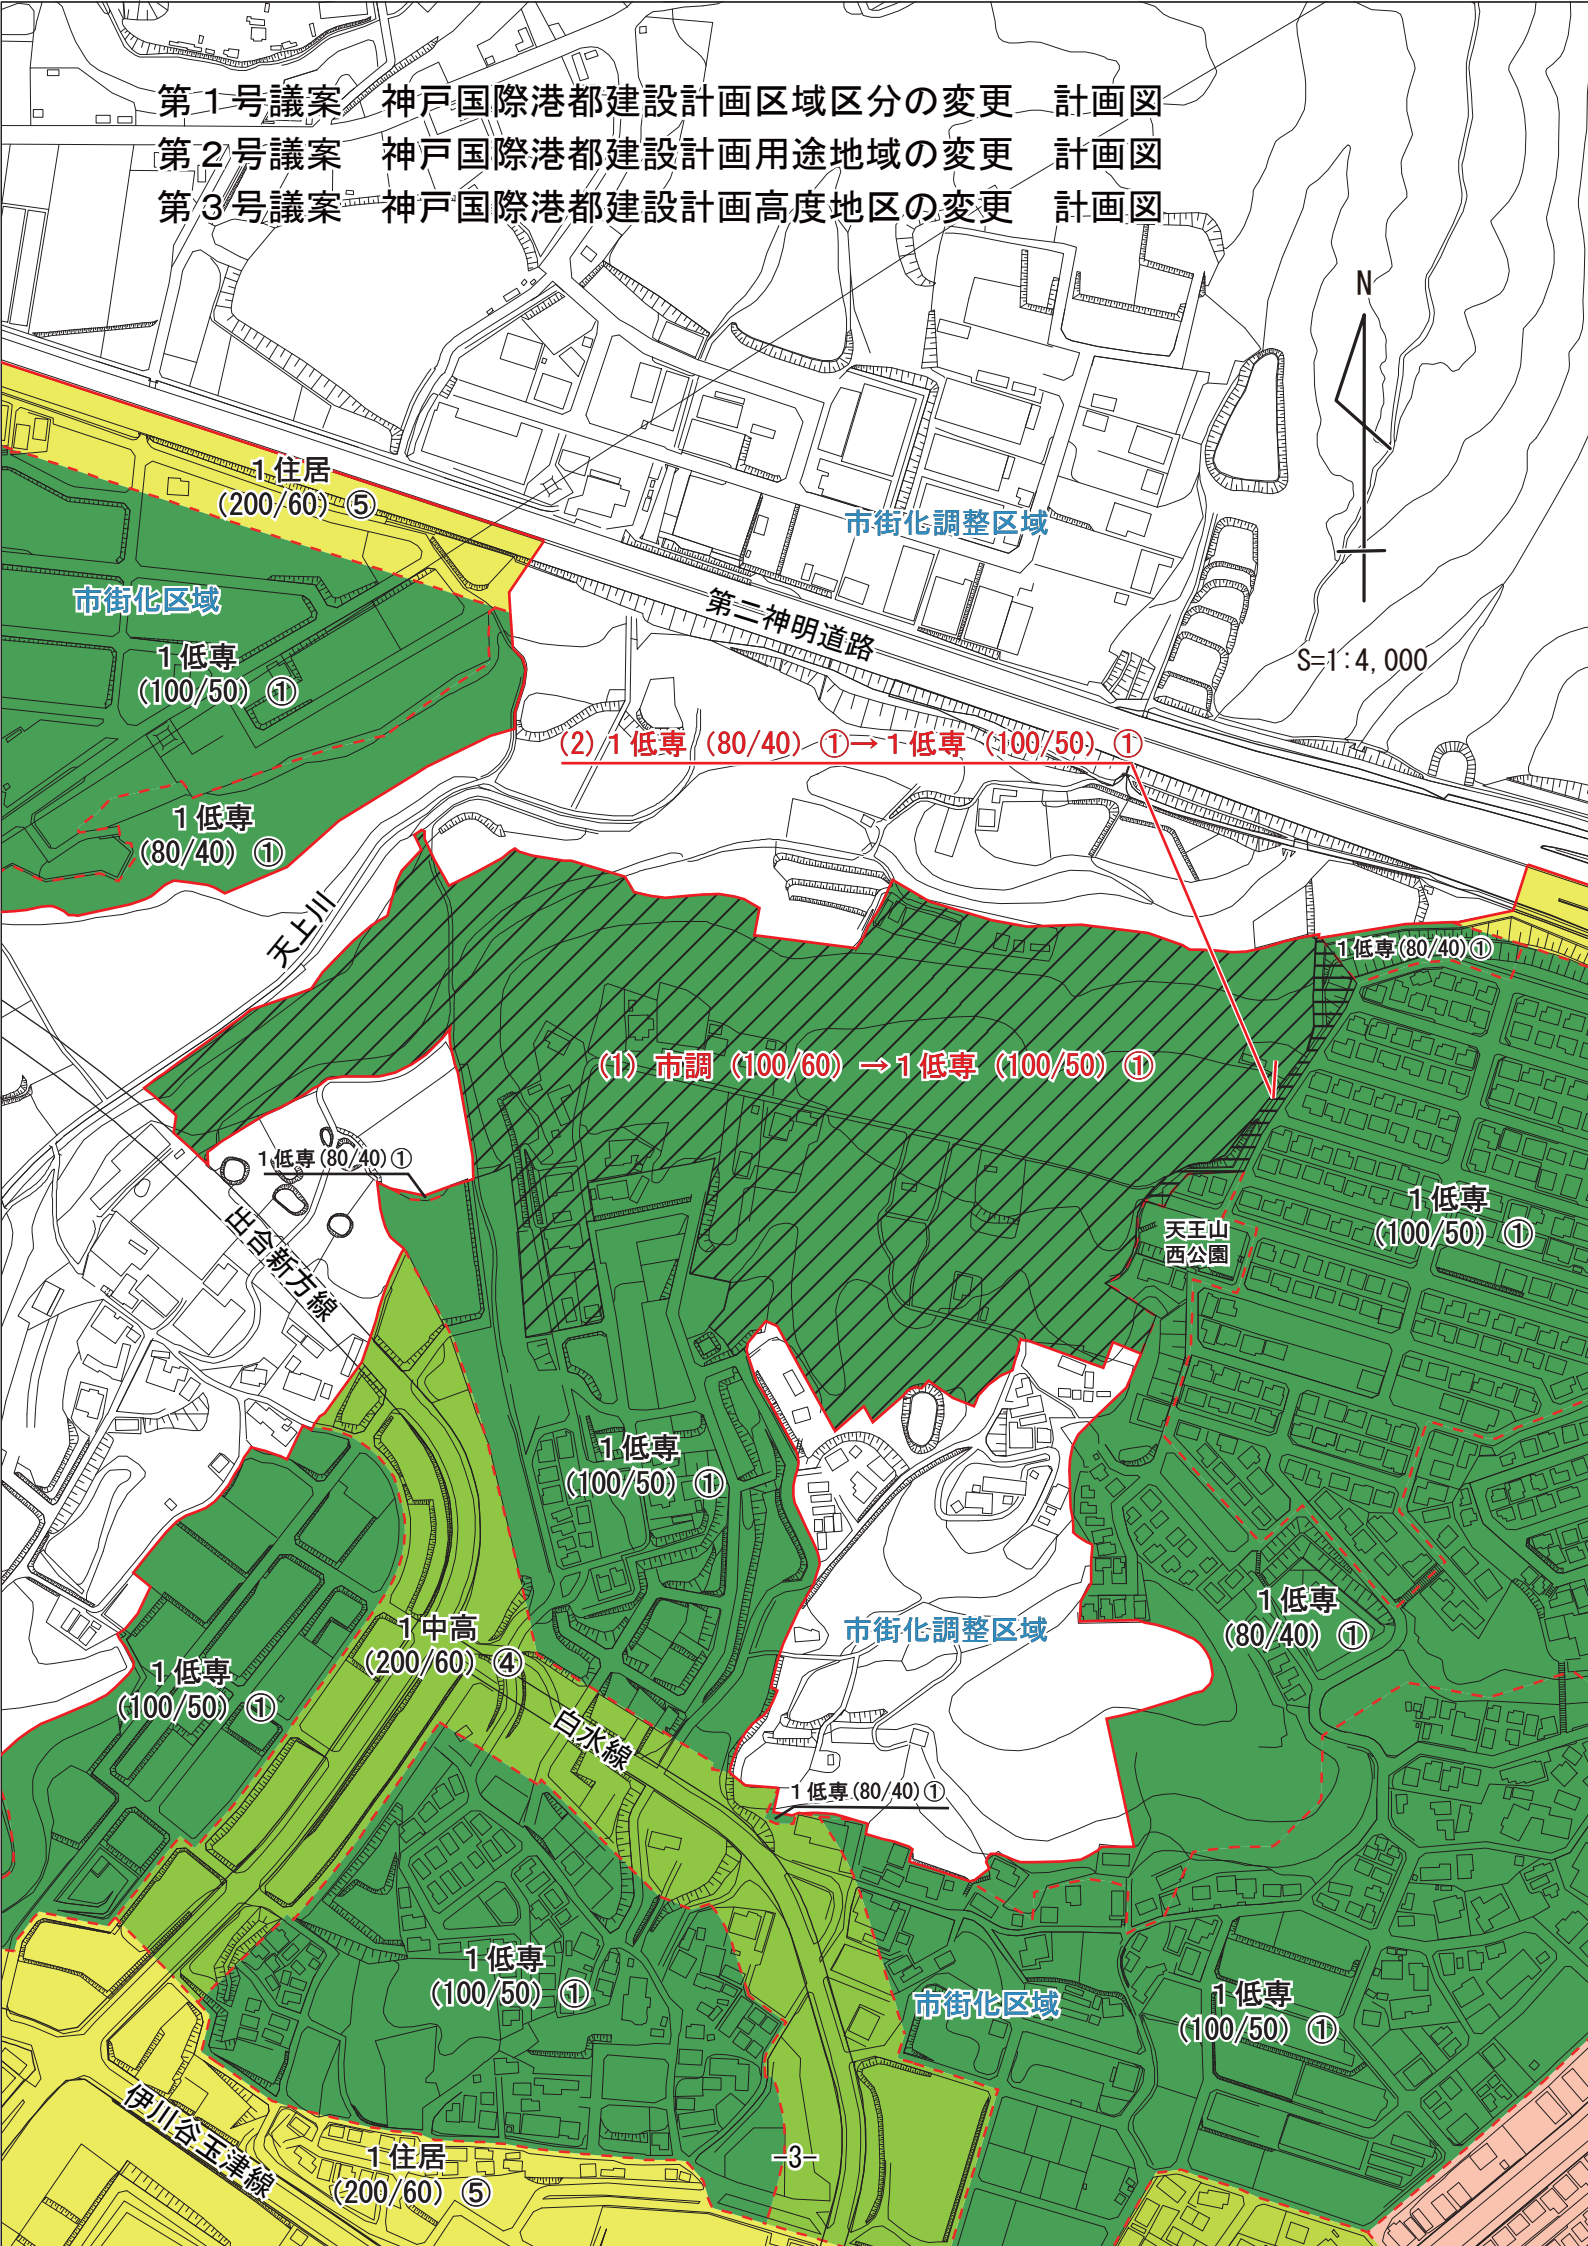 第１号議案　神戸国際港都建設計画区域区分の変更　計画図
第２号議案　神戸国際港都建設計画用途地域の変更　計画図
第３号議案　神戸国際港都建設計画高度地区の変更　計画図
N
S=1:4,000
１住居
(200/60) ⑤
市街化調整区域
市街化区域
第二神明道路
１低専
(100/50) ①
(2) １低専 (80/40) ①→１低専 (100/50) ①
１低専
(80/40) ①
天上川
１低専(80/40)①
(1) 市調 (100/60) →１低専 (100/50) ①
１低専(80/40)①
出合新方線
天王山
西公園
１低専
(100/50) ①
１低専
(100/50) ①
１低専
(80/40) ①
市街化調整区域
１中高
(200/60) ④
１低専
(100/50) ①
白水線
１低専(80/40)①
１低専
(100/50) ①
市街化区域
１低専
(100/50) ①
伊川谷玉津線
１住居
(200/60) ⑤
-3-